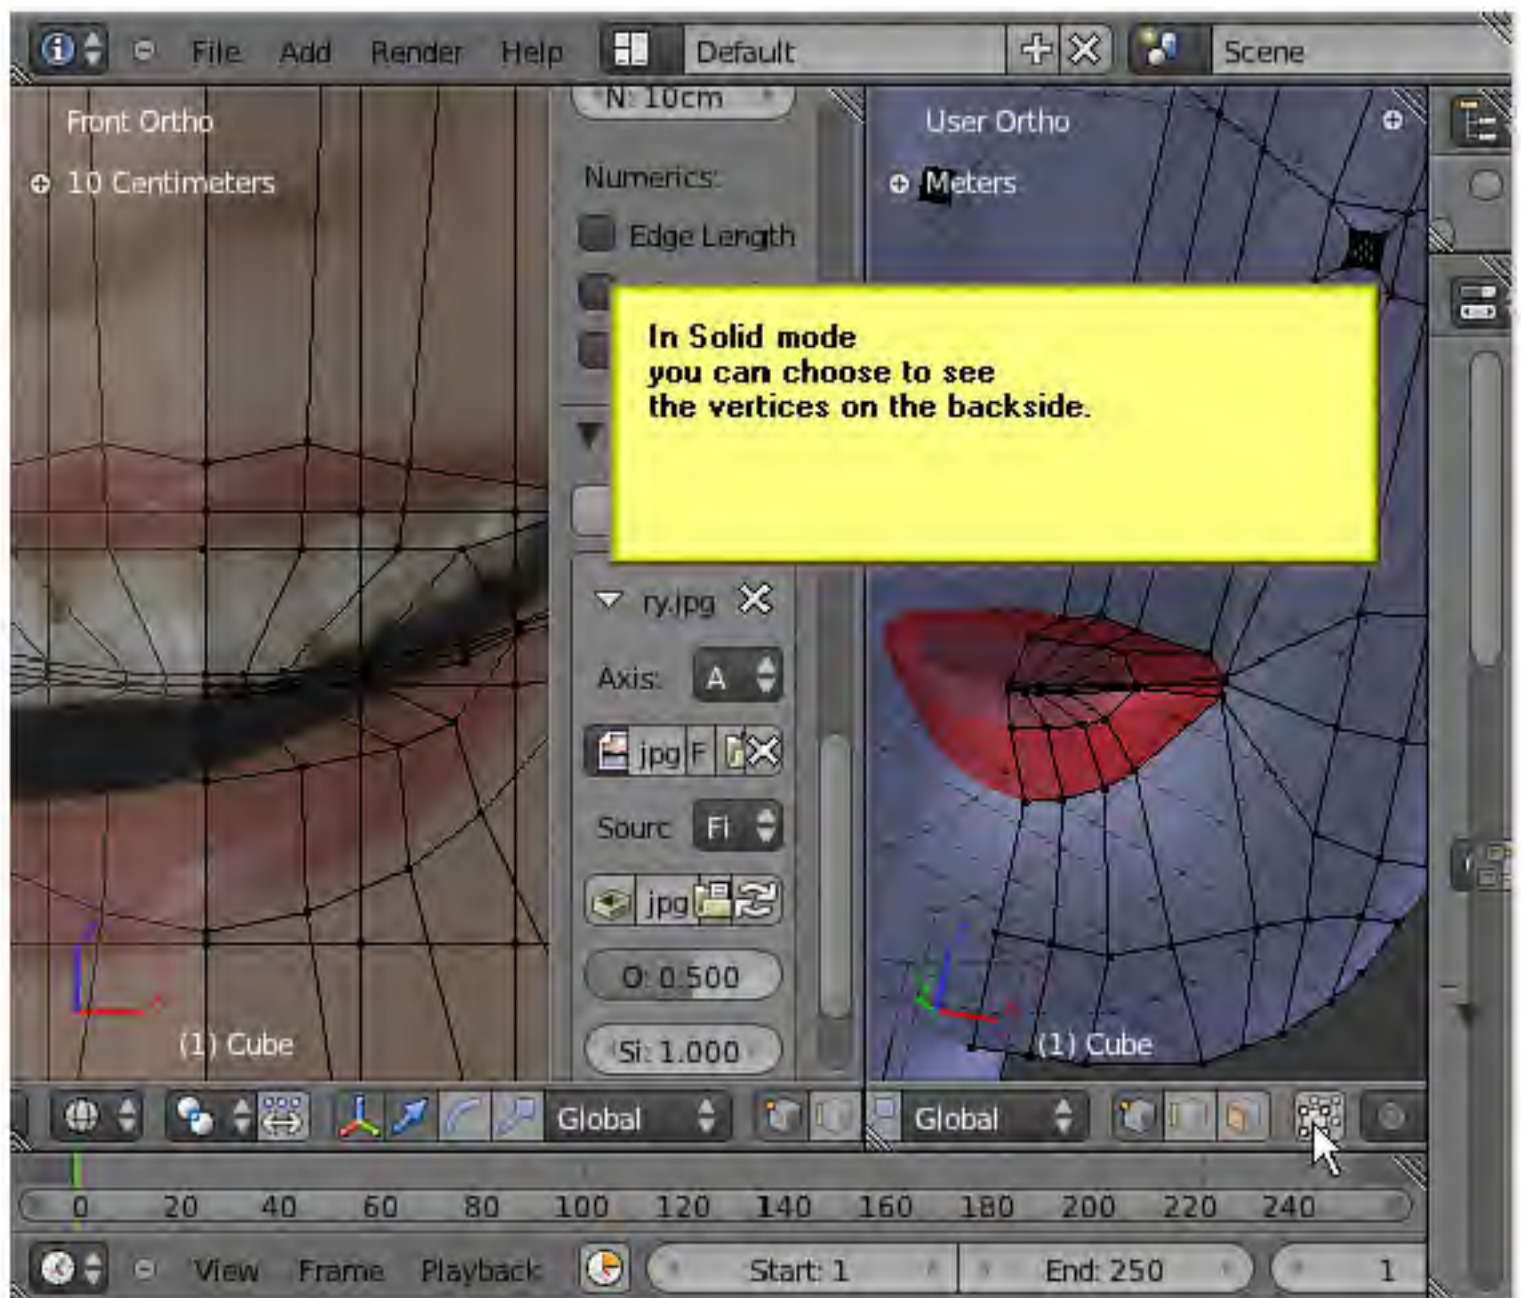 File Add Render Help Default Scene
Front Ortho
10 Centimeters
N: 10cm
Numerics:
Edge Length
User Ortho
Meters
In Solid mode
you can choose to see
the vertices on the backside.
ry.jpg
Axis: A
jpg F
Sourc Fi
jpg
O: 0.500
Si: 1.000
(1) Cube
(1) Cube
Global
Global
0 20 40 60 80 100 120 140 160 180 200 220 240
View Frame Playback Start: 1 End: 250 1